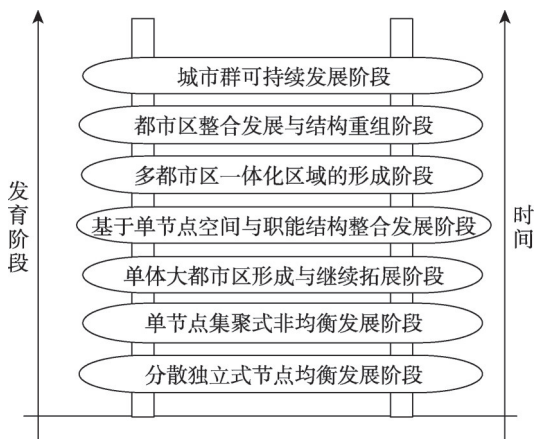 城市群可持续发展阶段
都市区整合发展与结构重组阶段
多都市区一体化区域的形成阶段
基于单节点空间与职能结构整合发展阶段
单体大都市区形成与继续拓展阶段
单节点集聚式非均衡发展阶段
分散独立式节点均衡发展阶段
发育阶段
时间